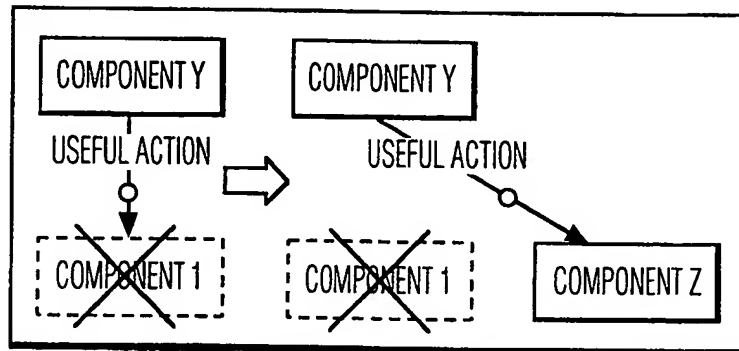 COMPONENT Y
USEFUL ACTION
COMPONENT 1
COMPONENT Y
USEFUL ACTION
COMPONENT 1
COMPONENT Z